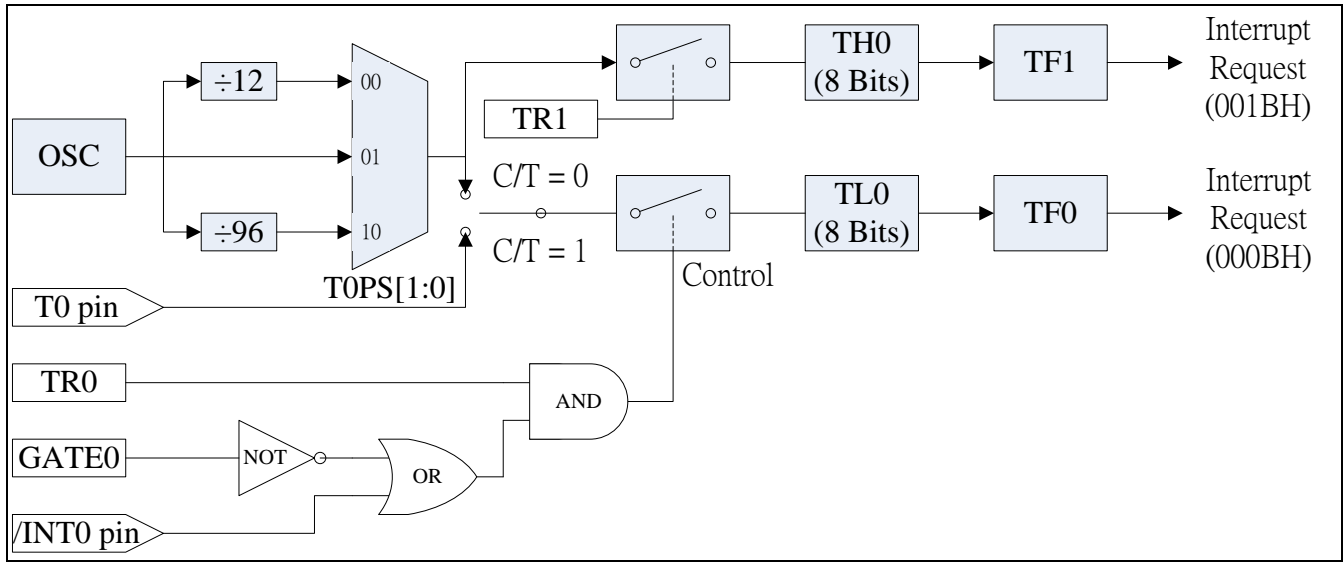 OSC
÷12
÷96
00
01
10
T0PS[1:0]
TR1
C/T = 0
C/T = 1
TH0
(8 Bits)
TF1
Interrupt
Request
(001BH)
TL0
(8 Bits)
TF0
Interrupt
Request
(000BH)
Control
T0 pin
TR0
GATE0
/INT0 pin
NOT
OR
AND